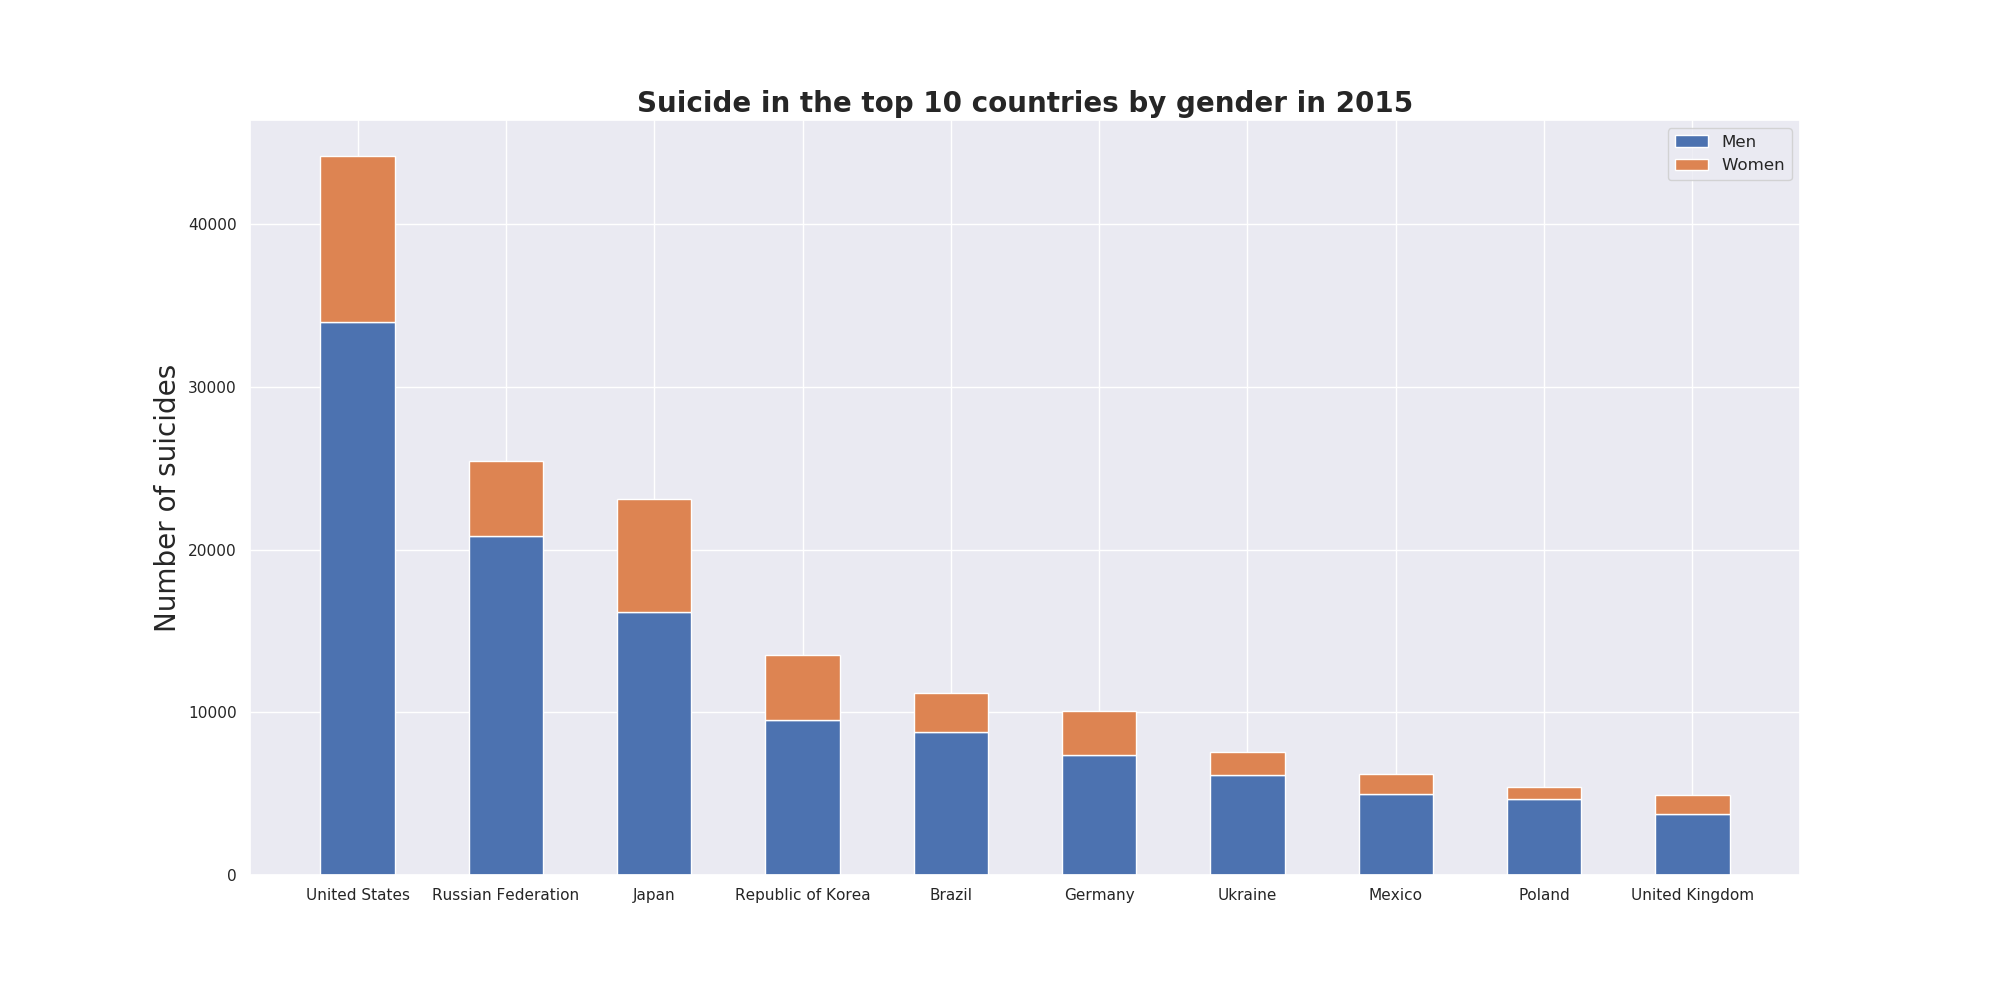 Suicide in the top 10 countries by gender in 2015
Men
Women
Number of suicides
40000
30000
20000
10000
0
United States
Russian Federation
Japan
Republic of Korea
Brazil
Germany
Ukraine
Mexico
Poland
United Kingdom